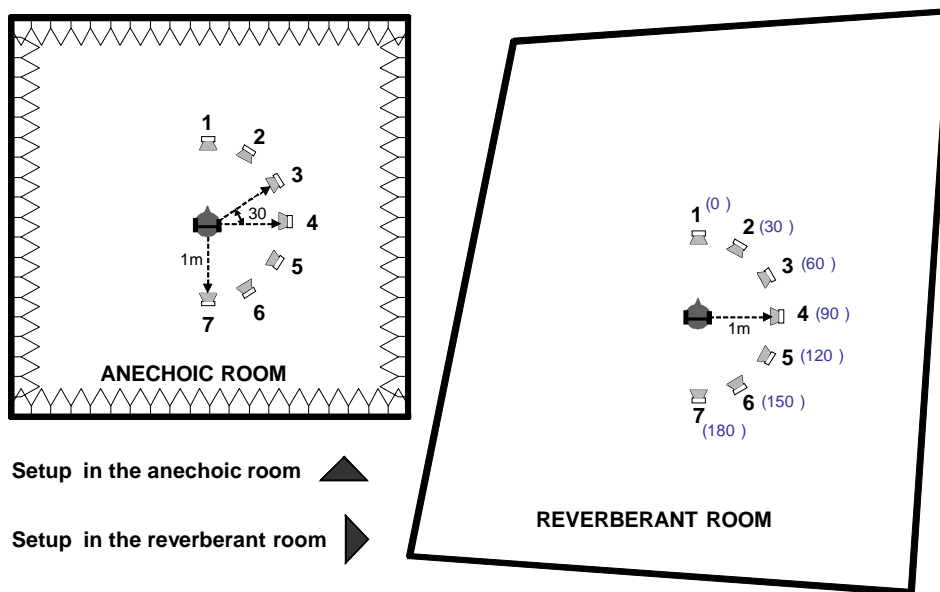 1
2
3
30
4
1m
5
6
7
ANECHOIC ROOM
Setup in the anechoic room
Setup in the reverberant room
1 (0 )
2 (30 )
3 (60 )
4 (90 )
1m
5 (120 )
6 (150 )
7
(180 )
REVERBERANT ROOM